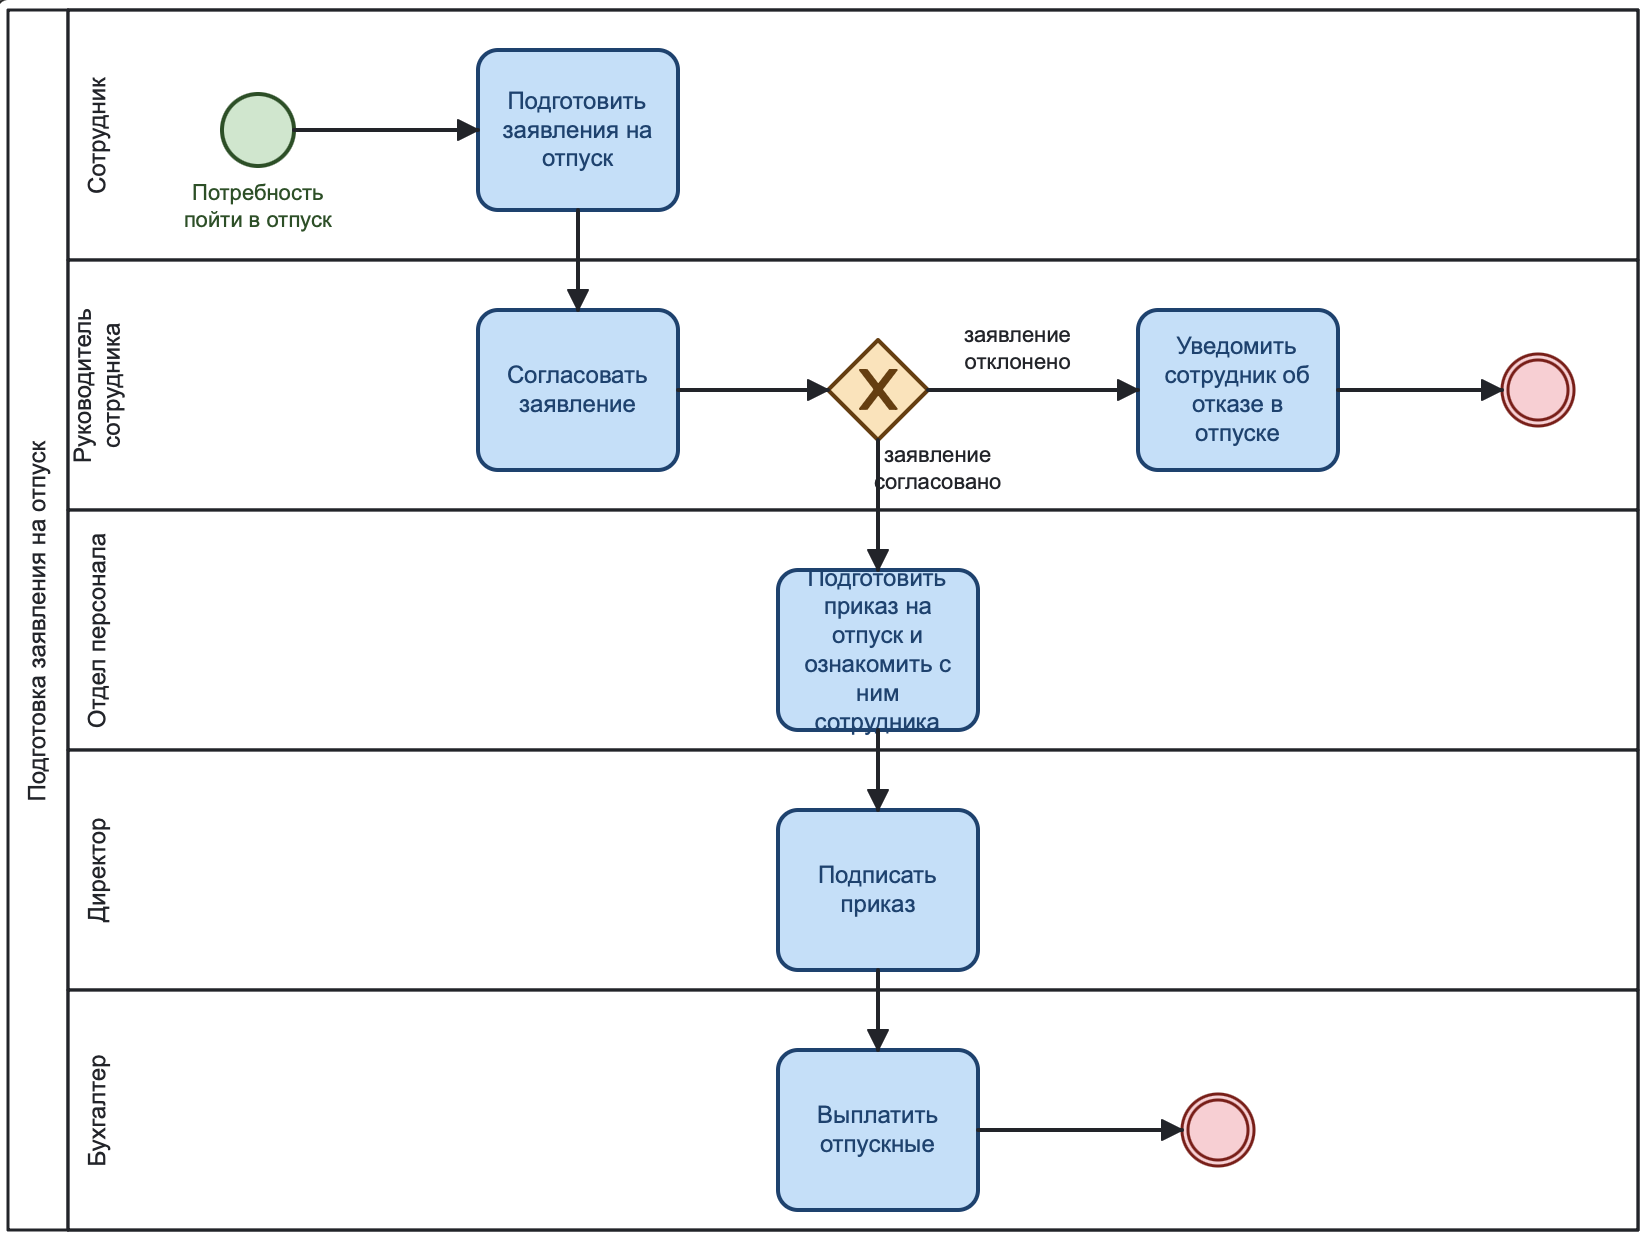 Подготовка заявления на отпуск
Сотрудник
Потребность
пойти в отпуск
Подготовить
заявления на
отпуск
Руководитель
сотрудника
Согласовать
заявление
X
заявление
отклонено
Уведомить
сотрудник об
отказе в
отпуске
заявление
согласовано
Отдел персонала
Подготовить
приказ на
отпуск и
ознакомить с
ним
сотрудника
Директор
Подписать
приказ
Бухгалтер
Выплатить
отпускные